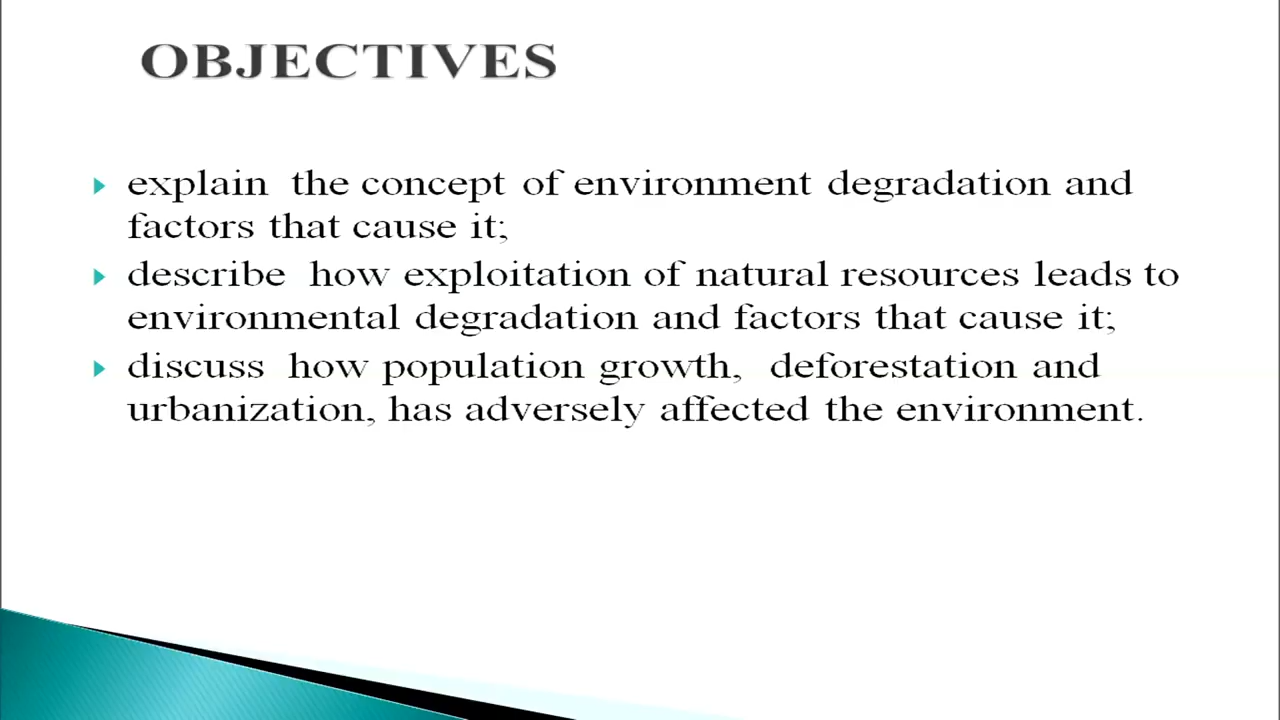 OBJECTIVES
explain the concept of environment degradation and
factors that cause it;
describe how exploitation of natural resources leads to
environmental degradation and factors that cause it;
discuss how population growth, deforestation and
urbanization, has adversely affected the environment.